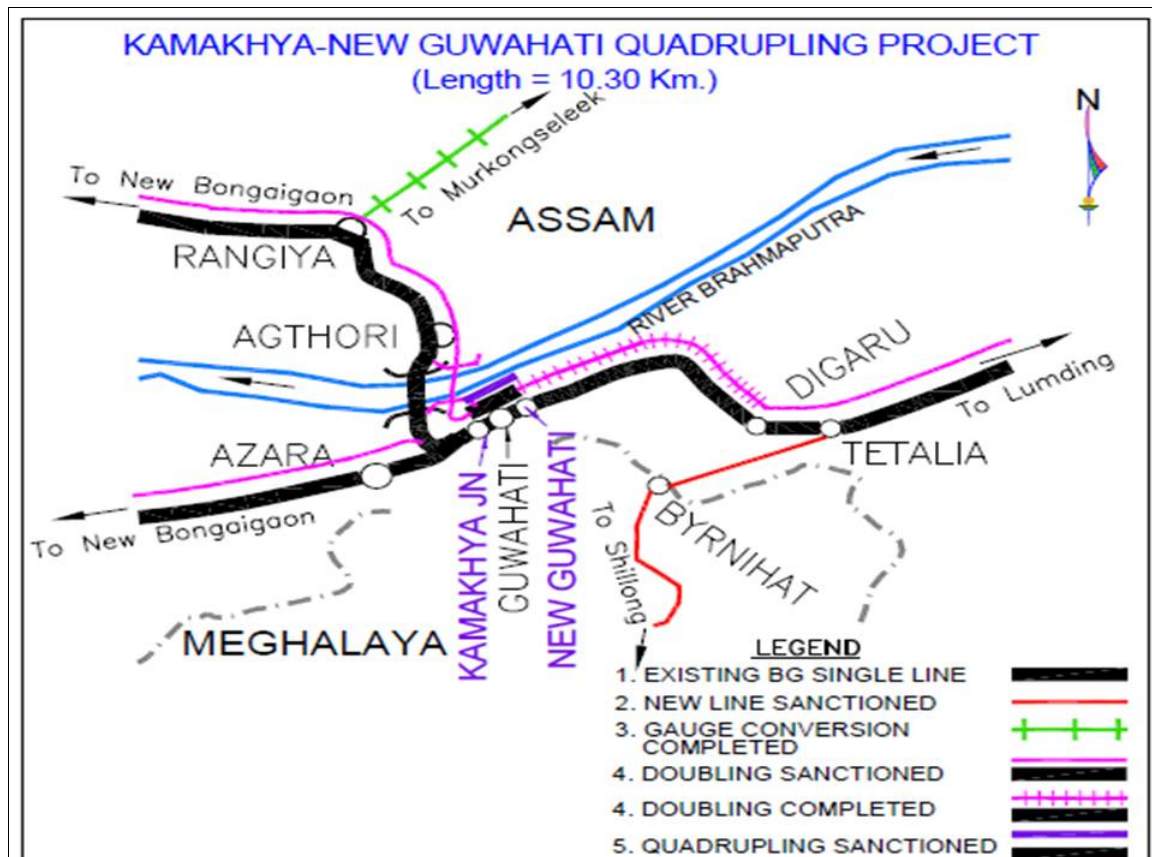 KAMAKHYA-NEW GUWAHATI QUADRUPLING PROJECT
(Length = 10.30 Km.)
N
To Murkongseleek
To New Bongaigaon
ASSAM
RANGIYA
RIVER BRAHMAPUTRA
AGTHORI
DIGARU
To Lumding
AZARA
TETALIA
To New Bongaigaon
KAMAKHYA JN
GUWAHATI
NEW GUWAHATI
BYRNIHAT
To Shillong
MEGHALAYA
LEGEND
1. EXISTING BG SINGLE LINE
2. NEW LINE SANCTIONED
3. GAUGE CONVERSION
COMPLETED
4. DOUBLING SANCTIONED
4. DOUBLING COMPLETED
5. QUADRUPLING SANCTIONED